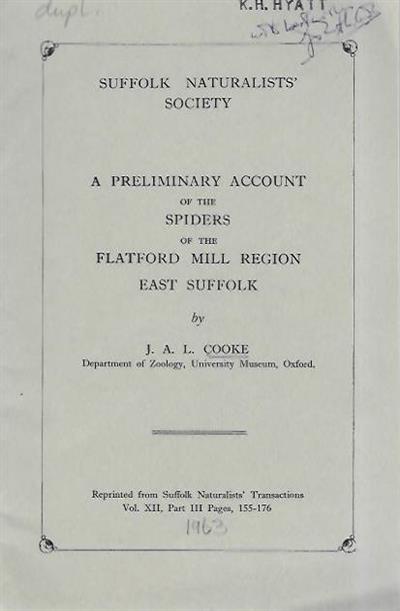 dupl.
K.H. HYATT
SUFFOLK NATURALISTS'
SOCIETY
A PRELIMINARY ACCOUNT
OF THE
SPIDERS
OF THE
FLATFORD MILL REGION
EAST SUFFOLK
by
J. A. L. COOKE
Department of Zoology, University Museum, Oxford.
Reprinted from Suffolk Naturalists' Transactions
Vol. XII, Part III Pages, 155-176
1963